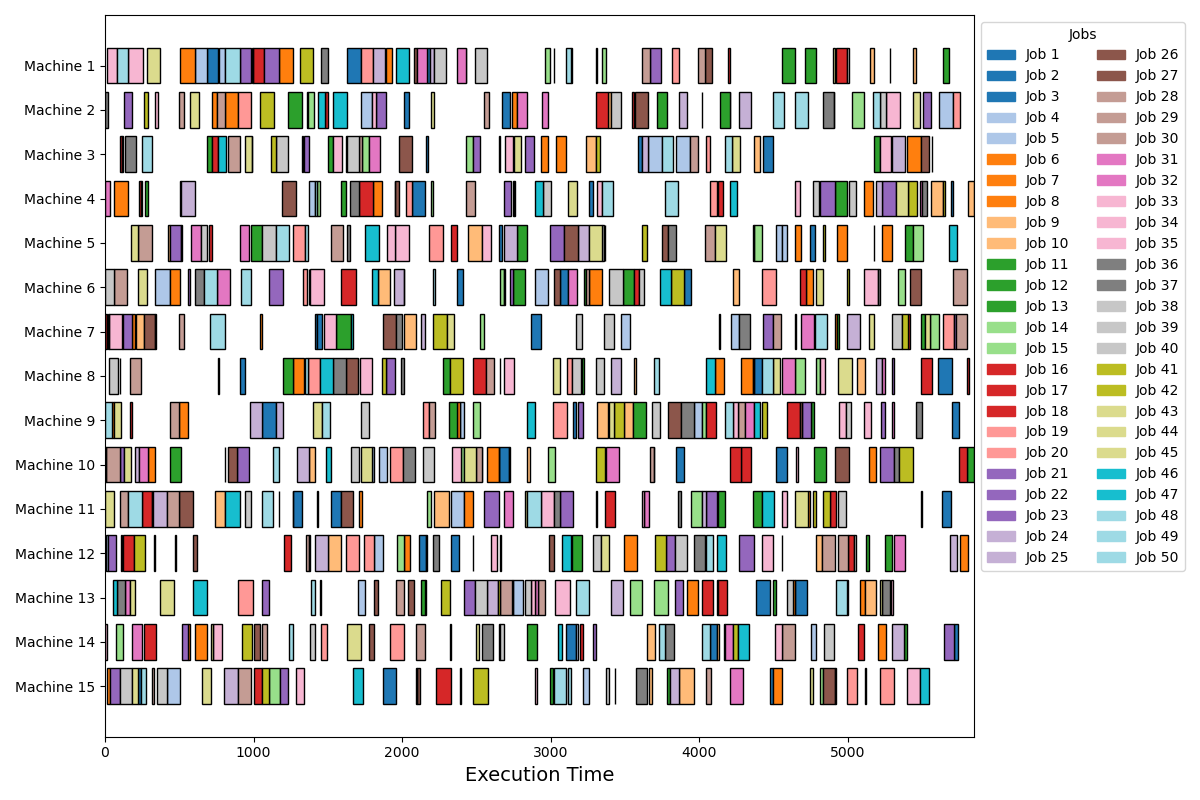 Machine 1
Machine 2
Machine 3
Machine 4
Machine 5
Machine 6
Machine 7
Machine 8
Machine 9
Machine 10
Machine 11
Machine 12
Machine 13
Machine 14
Machine 15
0 1000 2000 3000 4000 5000
Execution Time
Jobs
Job 1
Job 2
Job 3
Job 4
Job 5
Job 6
Job 7
Job 8
Job 9
Job 10
Job 11
Job 12
Job 13
Job 14
Job 15
Job 16
Job 17
Job 18
Job 19
Job 20
Job 21
Job 22
Job 23
Job 24
Job 25
Job 26
Job 27
Job 28
Job 29
Job 30
Job 31
Job 32
Job 33
Job 34
Job 35
Job 36
Job 37
Job 38
Job 39
Job 40
Job 41
Job 42
Job 43
Job 44
Job 45
Job 46
Job 47
Job 48
Job 49
Job 50